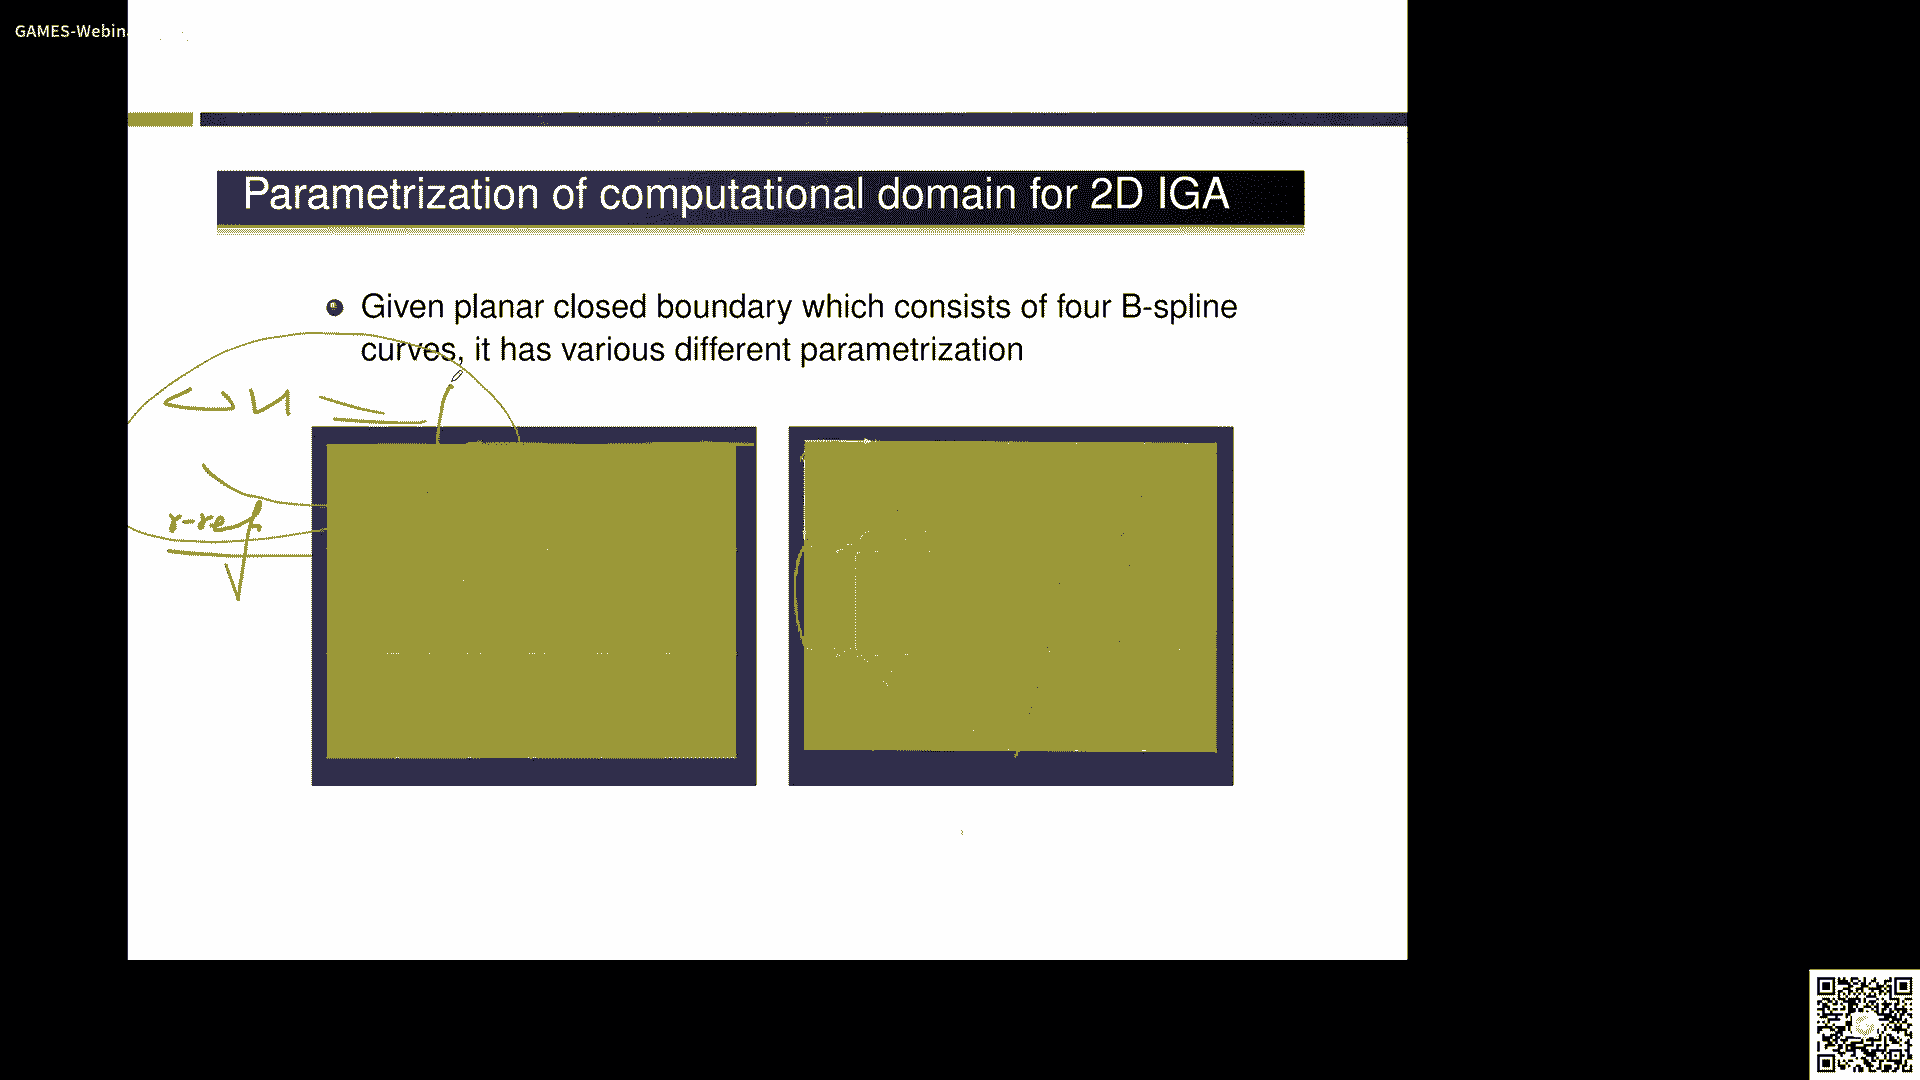 GAMES-Webin
Parametrization of computational domain for 2D IGA
Given planar closed boundary which consists of four B-spline
curves, it has various different parametrization
r-ref